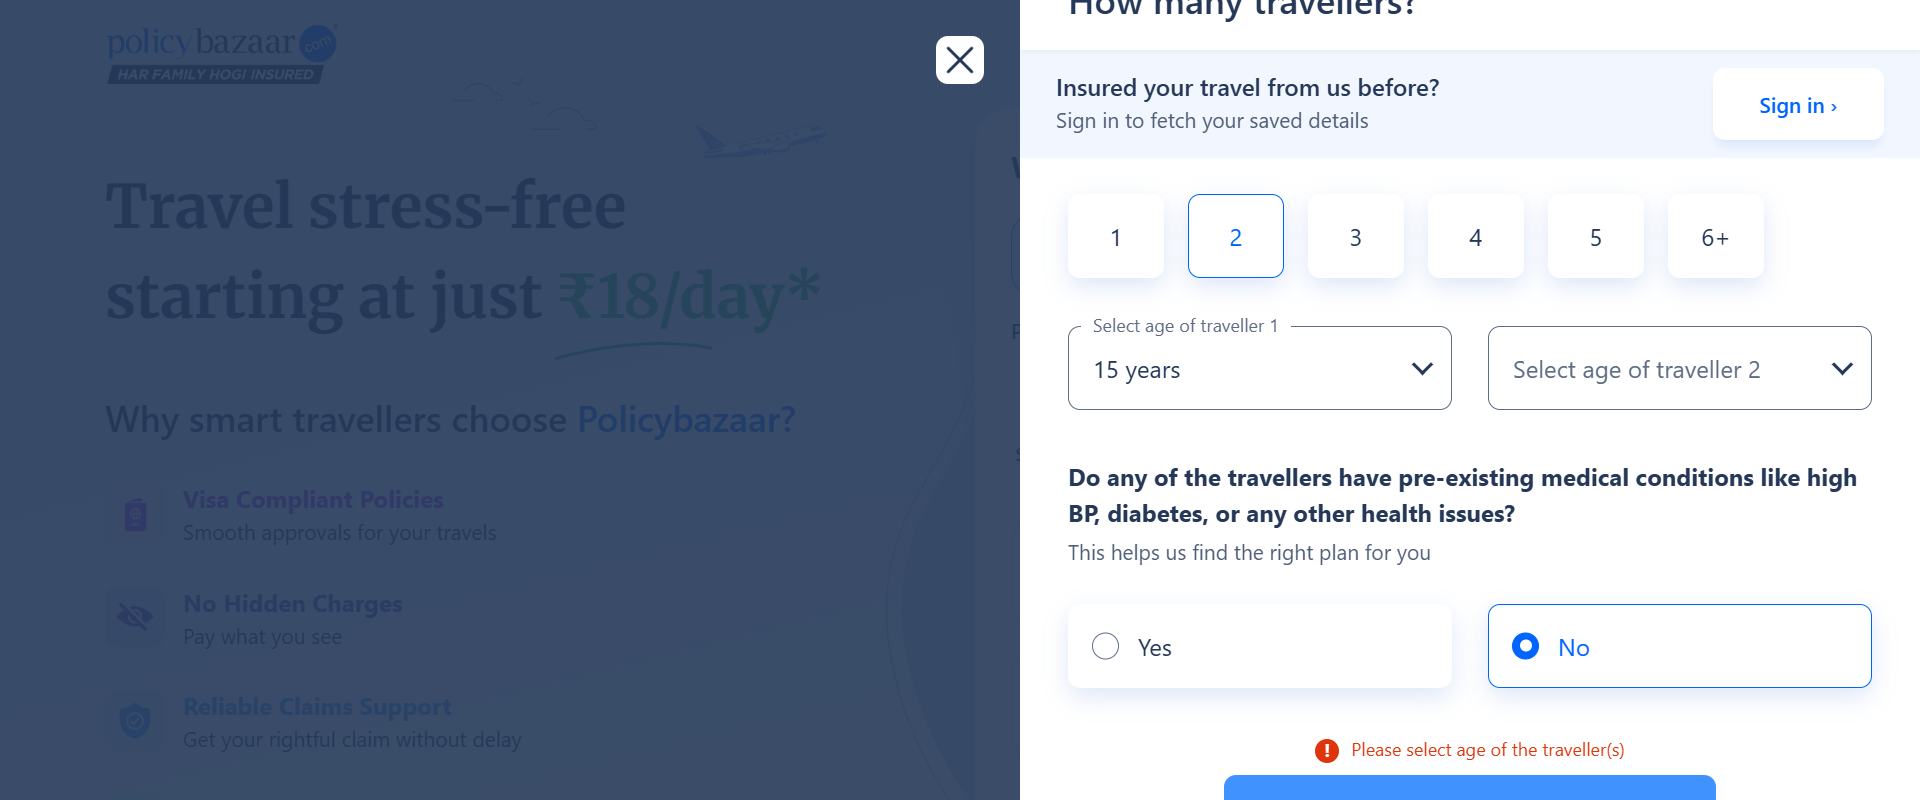 policybazaar.com
HAR FAMILY HOGI INSURED
Travel stress-free
starting at just ₹18/day*
Why smart travellers choose Policybazaar?
Visa Compliant Policies
Smooth approvals for your travels
No Hidden Charges
Pay what you see
Reliable Claims Support
Get your rightful claim without delay
How many travellers?
Insured your travel from us before?
Sign in to fetch your saved details
Sign in ›
1
2
3
4
5
6+
Select age of traveller 1
15 years
Select age of traveller 2
Do any of the travellers have pre-existing medical conditions like high
BP, diabetes, or any other health issues?
This helps us find the right plan for you
Yes
No
Please select age of the traveller(s)